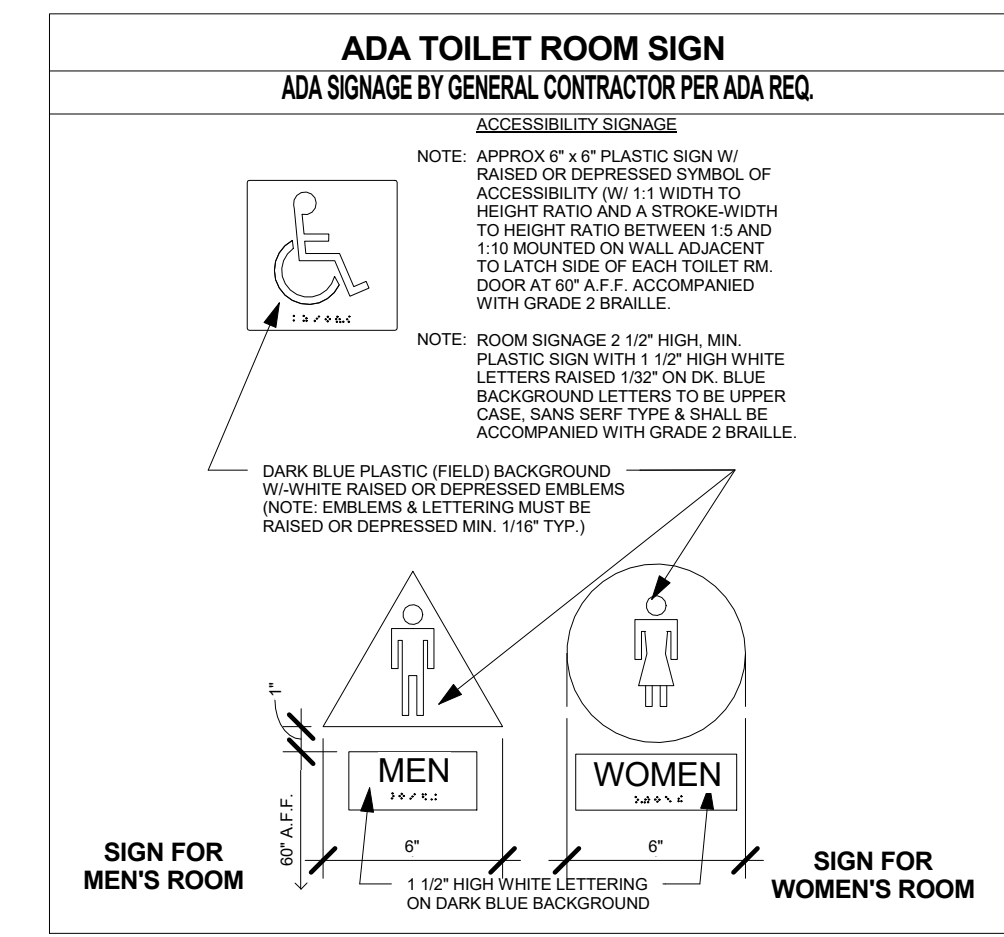 ADA TOILET ROOM SIGN
ADA SIGNAGE BY GENERAL CONTRACTOR PER ADA REQ.
ACCESSIBILITY SIGNAGE
NOTE: APPROX 6" x 6" PLASTIC SIGN W/
RAISED OR DEPRESSED SYMBOL OF
ACCESSIBILITY (W/ 1:1 WIDTH TO
HEIGHT RATIO AND A STROKE-WIDTH
TO HEIGHT RATIO BETWEEN 1:5 AND
1:10 MOUNTED ON WALL ADJACENT
TO LATCH SIDE OF EACH TOILET RM.
DOOR AT 60" A.F.F. ACCOMPANIED
WITH GRADE 2 BRAILLE.
NOTE: ROOM SIGNAGE 2 1/2" HIGH, MIN.
PLASTIC SIGN WITH 1 1/2" HIGH WHITE
LETTERS RAISED 1/32" ON DK. BLUE
BACKGROUND LETTERS TO BE UPPER
CASE, SANS SERF TYPE & SHALL BE
ACCOMPANIED WITH GRADE 2 BRAILLE.
DARK BLUE PLASTIC (FIELD) BACKGROUND
W/-WHITE RAISED OR DEPRESSED EMBLEMS
(NOTE: EMBLEMS & LETTERING MUST BE
RAISED OR DEPRESSED MIN. 1/16" TYP.)
1"
MEN
WOMEN
60" A.F.F.
6"
6"
SIGN FOR
MEN'S ROOM
SIGN FOR
WOMEN'S ROOM
1 1/2" HIGH WHITE LETTERING
ON DARK BLUE BACKGROUND